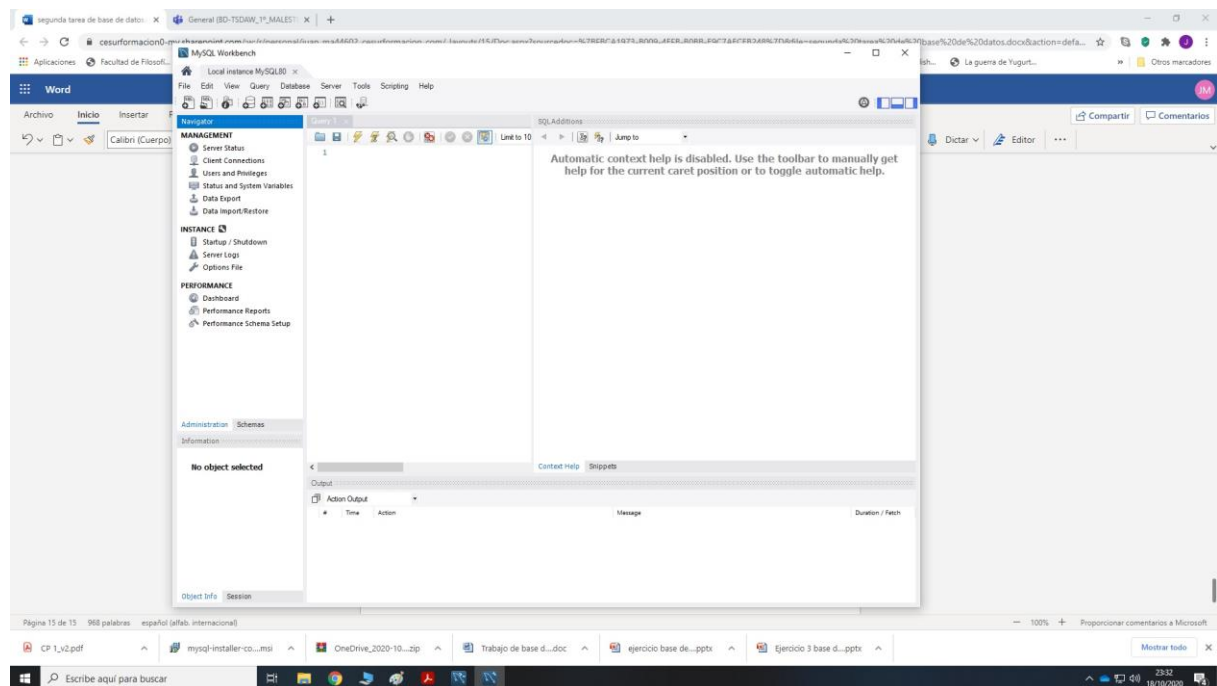 segunda tarea de base de datos
General (BD-TSDAW_1º_MALEST
Aplicaciones
Facultad de Filosofí...
La guerra de Yugurt...
Otros marcadores
MySQL Workbench
Local instance MySQL80
File Edit View Query Database Server Tools Scripting Help
Word
JM
Archivo Inicio Insertar
Compartir Comentarios
Calibri (Cuerpo)
Dictar Editor
Navigator
Query 1
SQLAdditions
Limit to 10
Jump to
MANAGEMENT
Server Status
Client Connections
Users and Privileges
Status and System Variables
Data Export
Data Import/Restore
INSTANCE
Startup / Shutdown
Server Logs
Options File
PERFORMANCE
Dashboard
Performance Reports
Performance Schema Setup
1
Automatic context help is disabled. Use the toolbar to manually get
help for the current caret position or to toggle automatic help.
Administration Schemas
Information
No object selected
Context Help Snippets
Output
Action Output
# Time Action Message Duration / Fetch
Object Info Session
Página 15 de 15 968 palabras español (alfab. internacional)
100% Proporcionar comentarios a Microsoft
CP 1_v2.pdf
mysql-installer-co....msi
OneDrive_2020-10....zip
Trabajo de base d....doc
ejercicio base de....pptx
Ejercicio 3 base d....pptx
Mostrar todo
Escribe aquí para buscar
23:32
18/10/2020